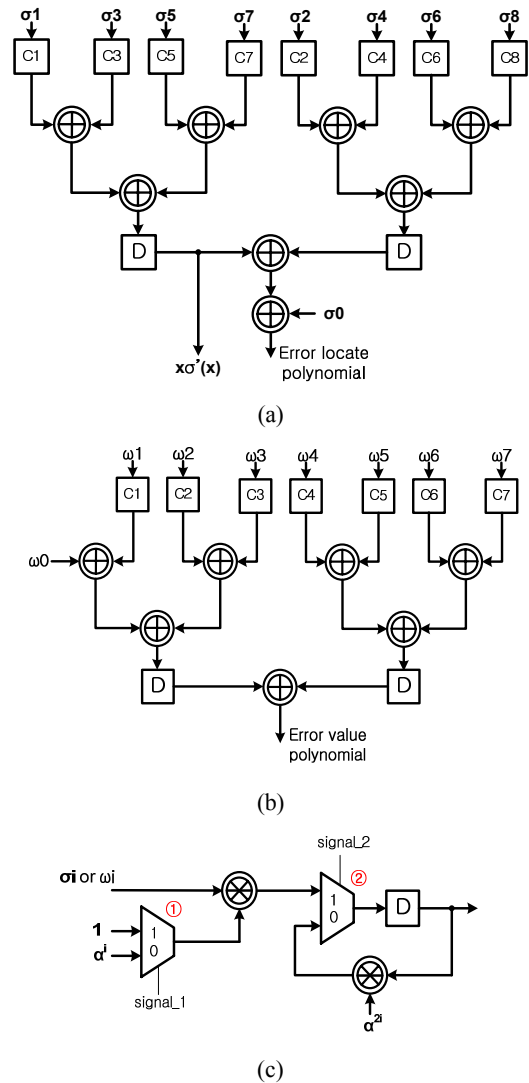 σ1 σ3 σ5 σ7 σ2 σ4 σ6 σ8
C1 C3 C5 C7 C2 C4 C6 C8
D D
σ0
xσ'(x)
Error locate
polynomial
(a)
ω1 ω2 ω3 ω4 ω5 ω6 ω7
C1 C2 C3 C4 C5 C6 C7
ω0
D D
Error value
polynomial
(b)
signal_2
σi or ωi
①
②
1
1
0
αⁱ
1
0
D
signal_1
α²ⁱ
(c)